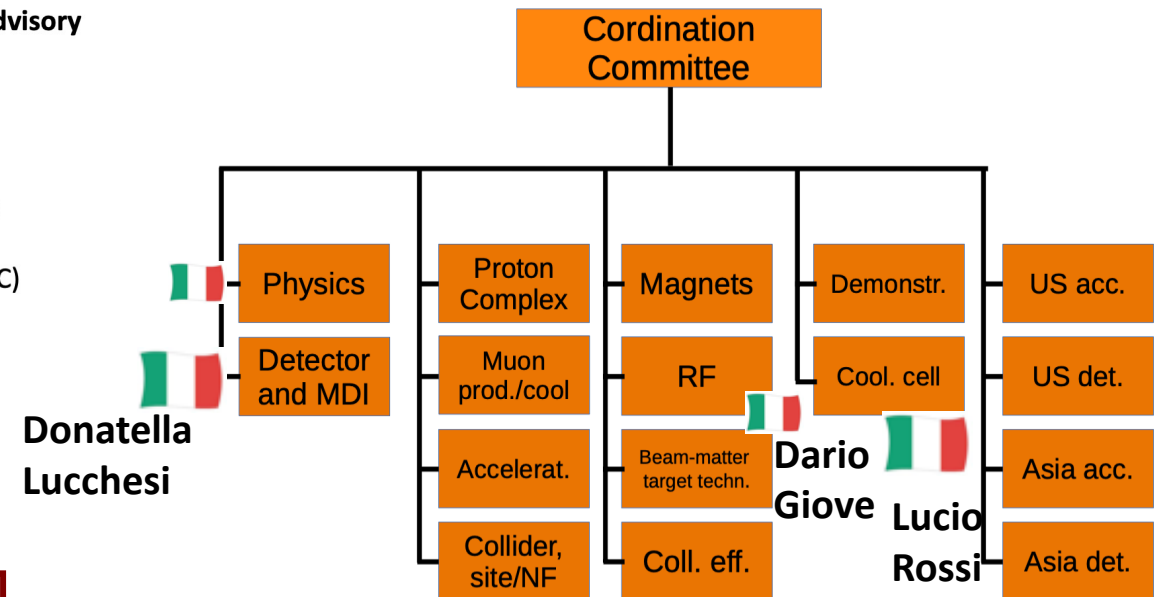 dvisory
Cordination
Committee
C)
Physics
Detector
and MDI
Donatella
Lucchesi
Proton
Complex
Muon
prod./cool
Accelerat.
Collider,
site/NF
Magnets
RF
Beam-matter
target techn.
Coll. eff.
Demonstr.
Cool. cell
Dario
Giove
Lucio
Rossi
US acc.
US det.
Asia acc.
Asia det.